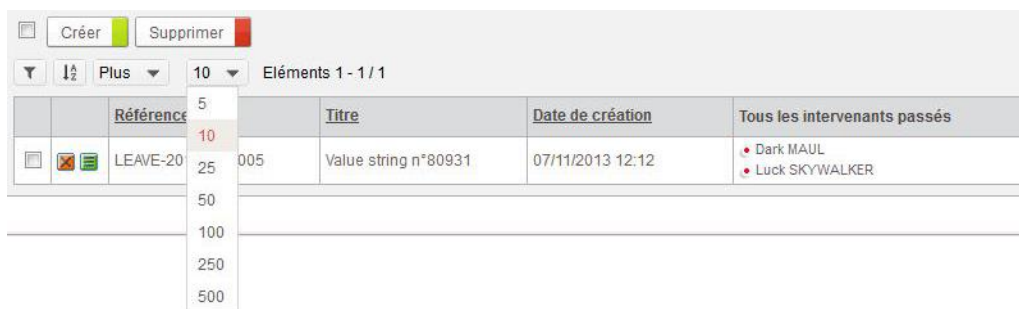 Créer Supprimer
Plus 10 Eléments 1 - 1 / 1
Référence Titre Date de création Tous les intervenants passés
LEAVE-20 005 Value string n°80931 07/11/2013 12:12
Dark MAUL
Luck SKYWALKER
5
10
25
50
100
250
500